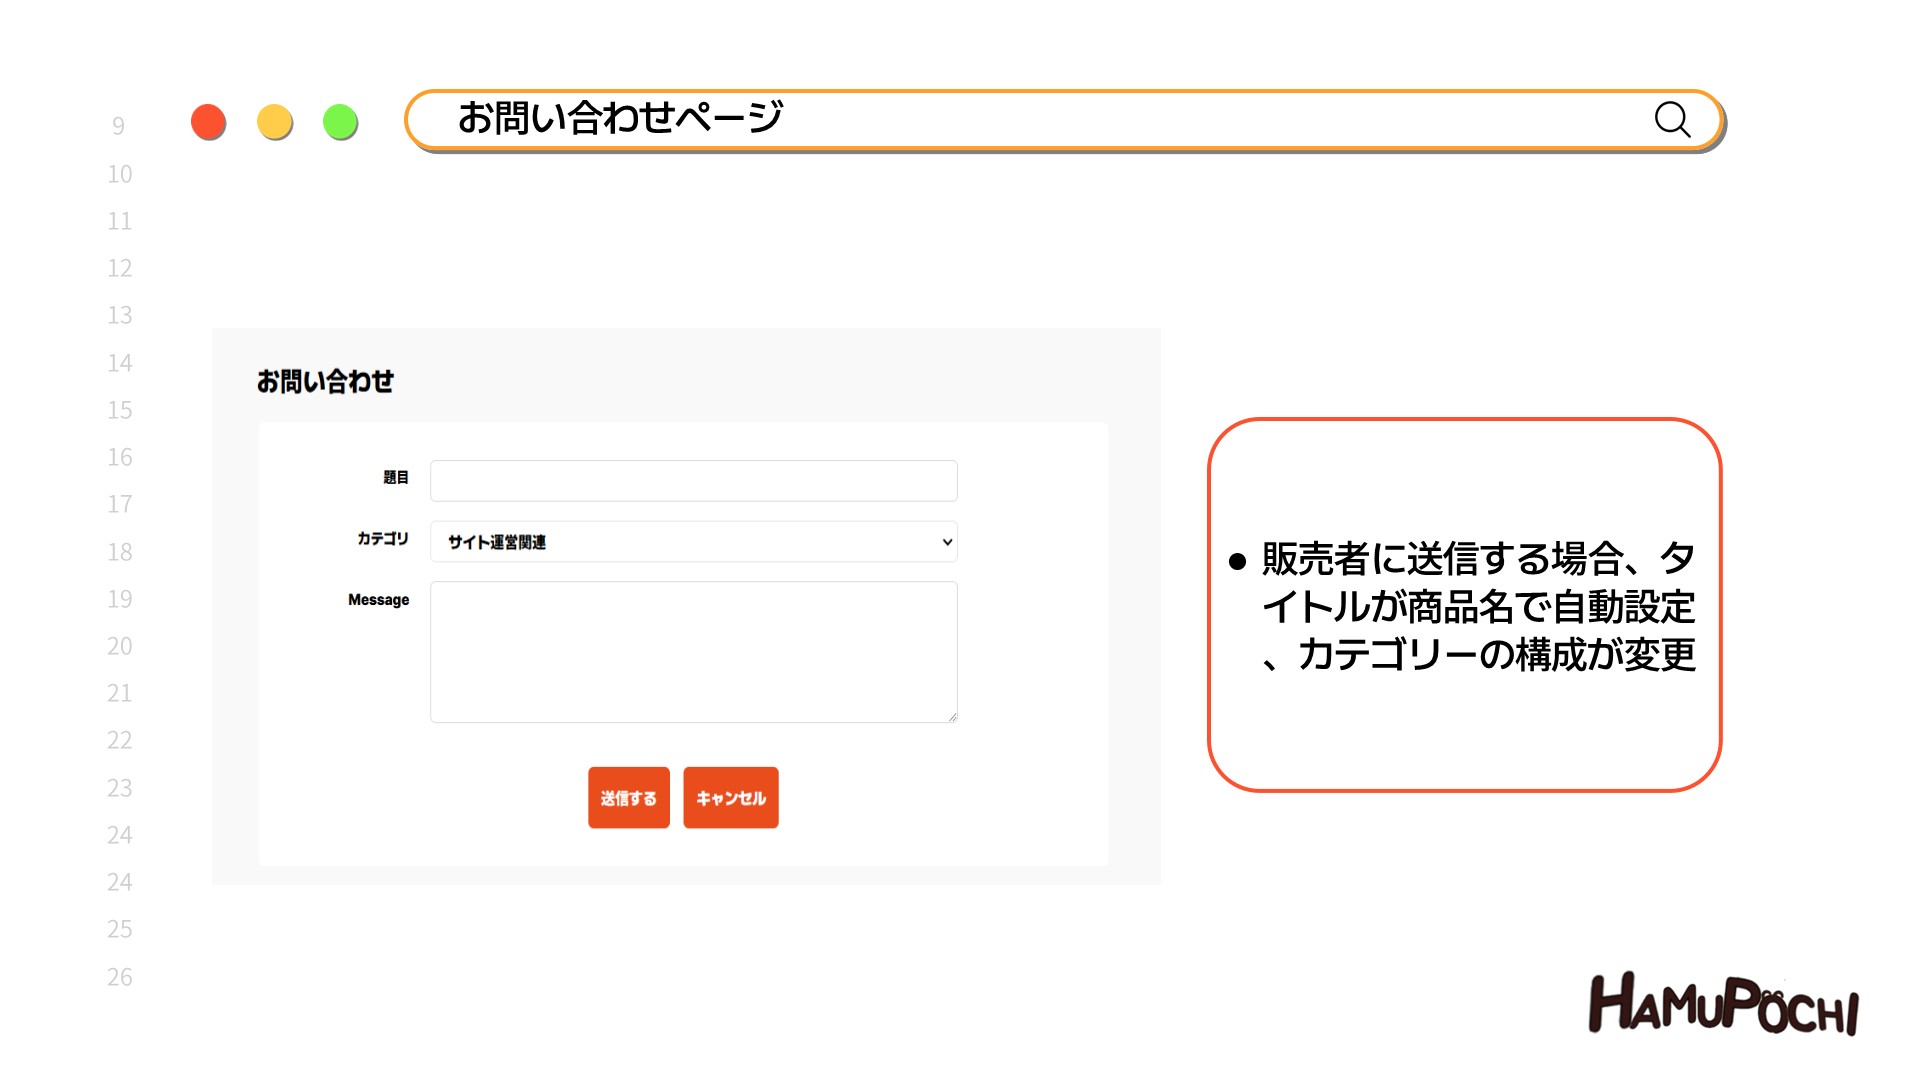 お問い合わせページ
9
10
11
12
13
14
15
16
17
18
19
20
21
22
23
24
24
25
26
お問い合わせ
題目
カテゴリ
サイト運営関連
Message
送信する
キャンセル
● 販売者に送信する場合、タ
イトルが商品名で自動設定
、カテゴリーの構成が変更
HAMUPOCHI